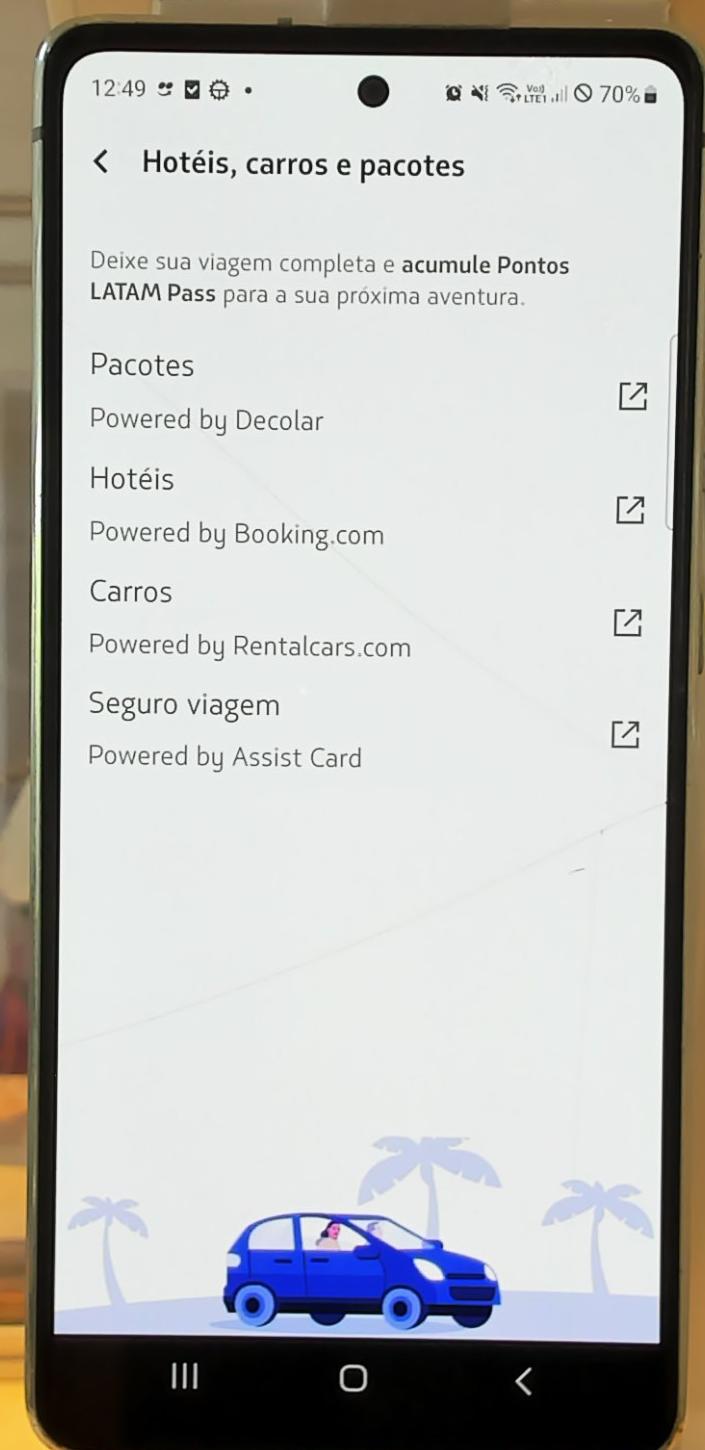 12:49
Vo))
LTE1
70%
Hotéis, carros e pacotes
Deixe sua viagem completa e acumule Pontos
LATAM Pass para a sua próxima aventura.
Pacotes
Powered by Decolar
Hotéis
Powered by Booking.com
Carros
Powered by Rentalcars.com
Seguro viagem
Powered by Assist Card